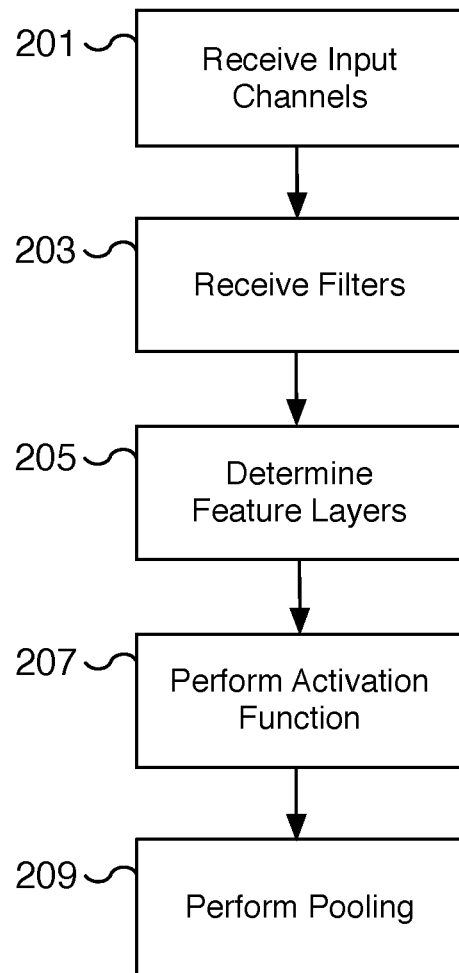 201
Receive Input
Channels
203
Receive Filters
205
Determine
Feature Layers
207
Perform Activation
Function
209
Perform Pooling